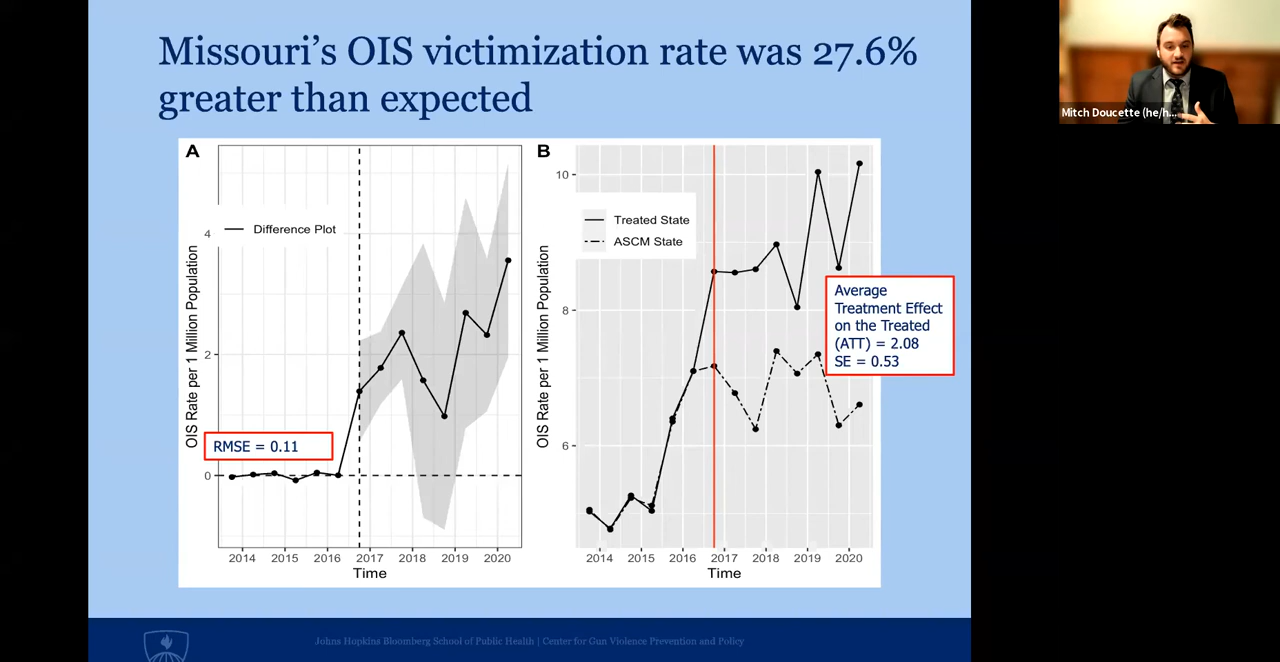 Missouri's OIS victimization rate was 27.6%
greater than expected
A
Difference Plot
OIS Rate per 1 Million Population
4
2
0
RMSE = 0.11
2014 2015 2016 2017 2018 2019 2020
Time
B
Treated State
ASCM State
OIS Rate per 1 Million Population
10
8
6
2014 2015 2016 2017 2018 2019 2020
Time
Average
Treatment Effect
on the Treated
(ATT) = 2.08
SE = 0.53
Johns Hopkins Bloomberg School of Public Health | Center for Gun Violence Prevention and Policy
Mitch Doucette (he/h...